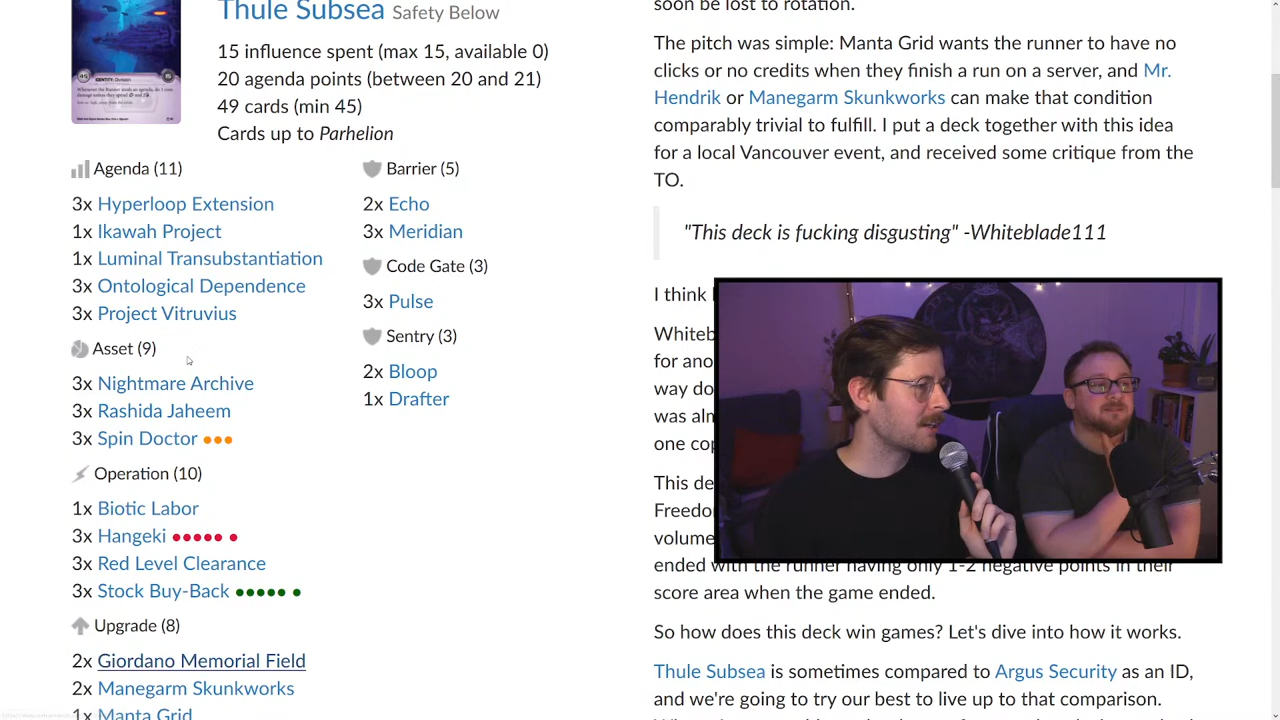 Thule Subsea Safety Below
15 influence spent (max 15, available 0)
20 agenda points (between 20 and 21)
49 cards (min 45)
Cards up to Parhelion
Agenda (11)
3x Hyperloop Extension
1x Ikawah Project
1x Luminal Transubstantiation
3x Ontological Dependence
3x Project Vitruvius
Asset (9)
3x Nightmare Archive
3x Rashida Jaheem
3x Spin Doctor
Operation (10)
1x Biotic Labor
3x Hangeki
3x Red Level Clearance
3x Stock Buy-Back
Upgrade (8)
2x Giordano Memorial Field
2x Manegarm Skunkworks
1x Manta Grid
Barrier (5)
2x Echo
3x Meridian
Code Gate (3)
3x Pulse
Sentry (3)
2x Bloop
1x Drafter
soon be lost to rotation.
The pitch was simple: Manta Grid wants the runner to have no
clicks or no credits when they finish a run on a server, and Mr.
Hendrik or Manegarm Skunkworks can make that condition
comparably trivial to fulfill. I put a deck together with this idea
for a local Vancouver event, and received some critique from the
TO.
"This deck is fucking disgusting" -Whiteblade111
I think
Whiteb
for ano
way do
was alm
one cop
This de
Freedo
volume
ended with the runner having only 1-2 negative points in their
score area when the game ended.
So how does this deck win games? Let's dive into how it works.
Thule Subsea is sometimes compared to Argus Security as an ID,
and we're going to try our best to live up to that comparison.